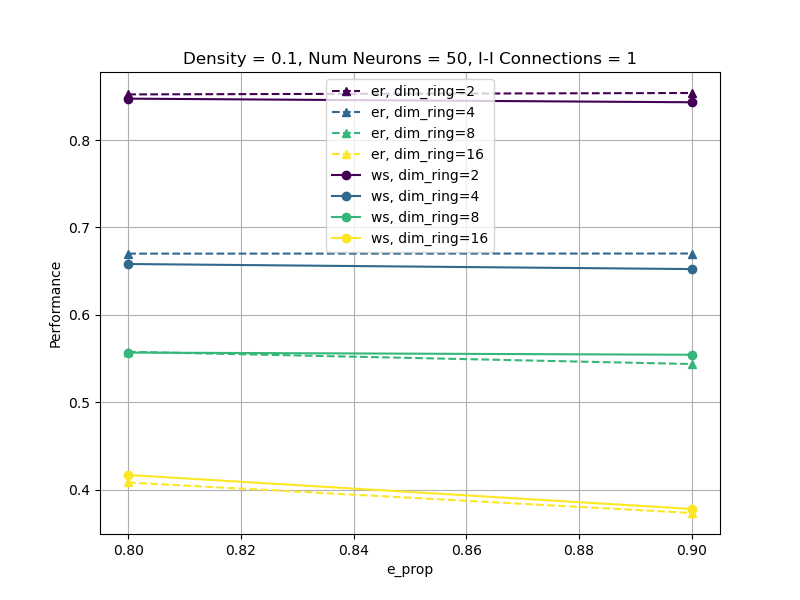 Density = 0.1, Num Neurons = 50, I-I Connections = 1
er, dim_ring=2
er, dim_ring=4
er, dim_ring=8
er, dim_ring=16
ws, dim_ring=2
ws, dim_ring=4
ws, dim_ring=8
ws, dim_ring=16
0.8
0.7
0.6
0.5
0.4
Performance
0.80 0.82 0.84 0.86 0.88 0.90
e_prop